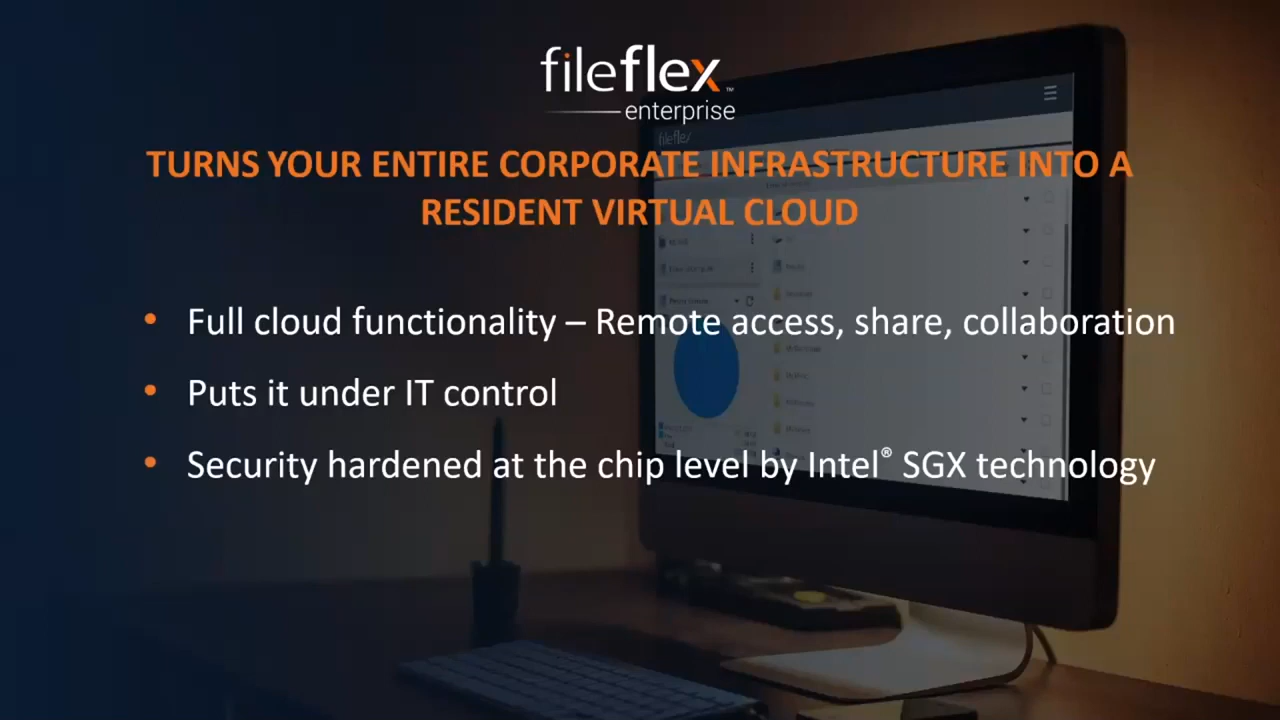 fileflex™
enterprise
fileflex
TURNS YOUR ENTIRE CORPORATE INFRASTRUCTURE INTO A
RESIDENT VIRTUAL CLOUD
• Full cloud functionality – Remote access, share, collaboration
• Puts it under IT control
• Security hardened at the chip level by Intel® SGX technology